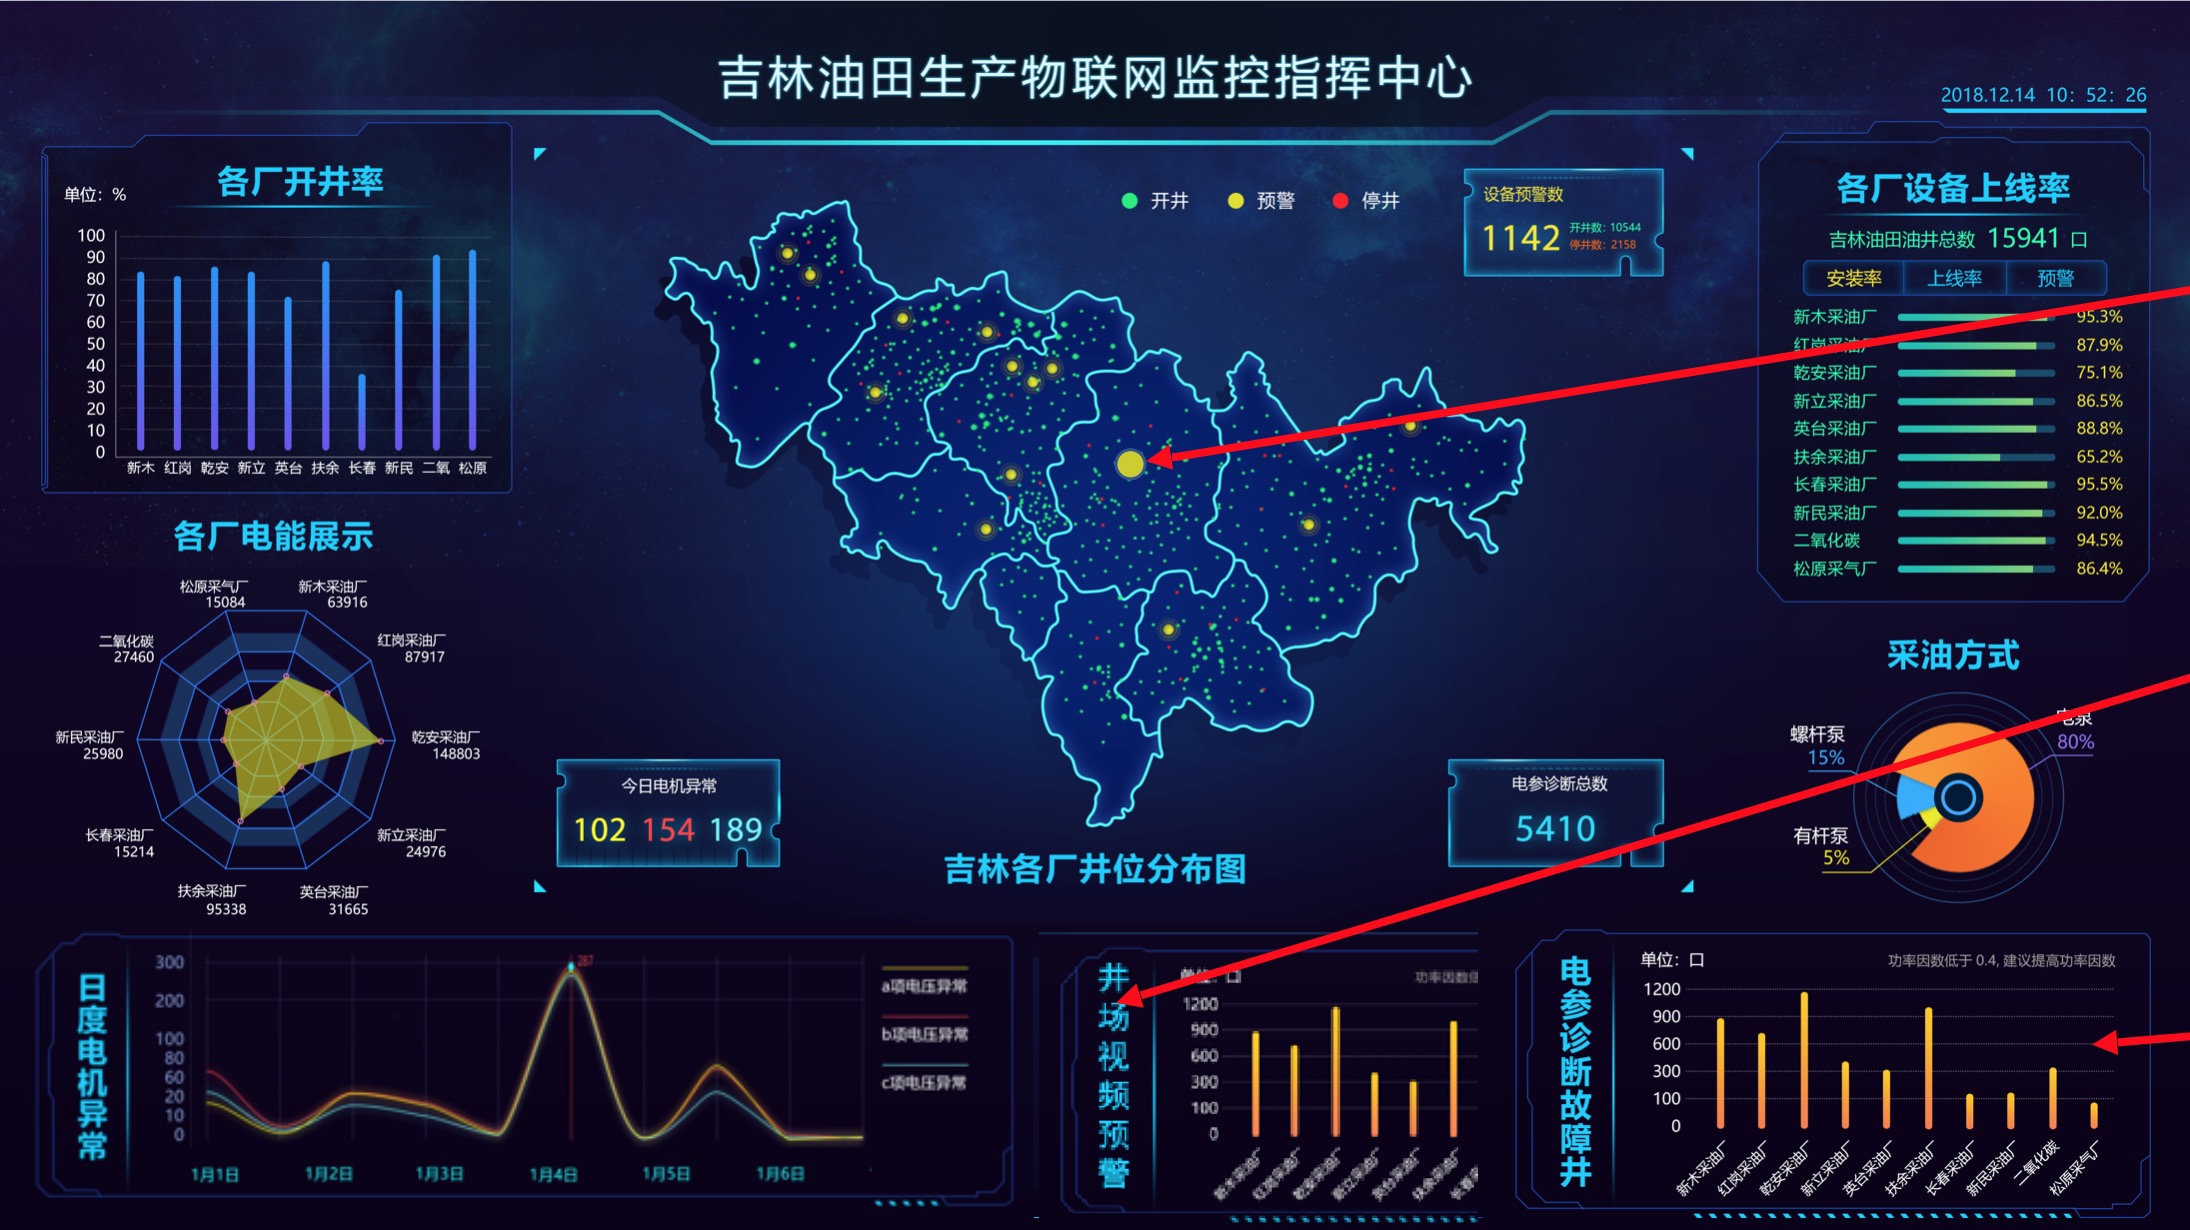 吉林油田生产物联网监控指挥中心
2018.12.14 10: 52: 26
各厂开井率
单位：%
100
90
80
70
60
50
40
30
20
10
0
新木 红岗 乾安 新立 英台 扶余 长春 新民 二氧 松原
各厂电能展示
松原采气厂
15084
新木采油厂
63916
二氧化碳
27460
红岗采油厂
87917
新民采油厂
25980
乾安采油厂
148803
长春采油厂
15214
新立采油厂
24976
扶余采油厂
95338
英台采油厂
31665
开井 预警 停井
设备预警数
1142
开井数：10544
停井数：2158
今日电机异常
102 154 189
电参诊断总数
5410
吉林各厂井位分布图
各厂设备上线率
吉林油田油井总数 15941 口
安装率 上线率 预警
新木采油厂 95.3%
红岗采油厂 87.9%
乾安采油厂 75.1%
新立采油厂 86.5%
英台采油厂 88.8%
扶余采油厂 65.2%
长春采油厂 95.5%
新民采油厂 92.0%
二氧化碳 94.5%
松原采气厂 86.4%
采油方式
电泵
80%
螺杆泵
15%
有杆泵
5%
日度电机异常
300
200
100
80
60
20
10
0
287
a项电压异常
b项电压异常
c项电压异常
1月1日 1月2日 1月3日 1月4日 1月5日 1月6日
井场视频预警
功率因数低
1200
900
600
300
100
0
电参诊断故障井
单位：口
功率因数低于 0.4, 建议提高功率因数
1200
900
600
300
100
0
新木采油厂 红岗采油厂 乾安采油厂 新立采油厂 英台采油厂 扶余采油厂 长春采油厂 新民采油厂 二氧化碳 松原采气厂